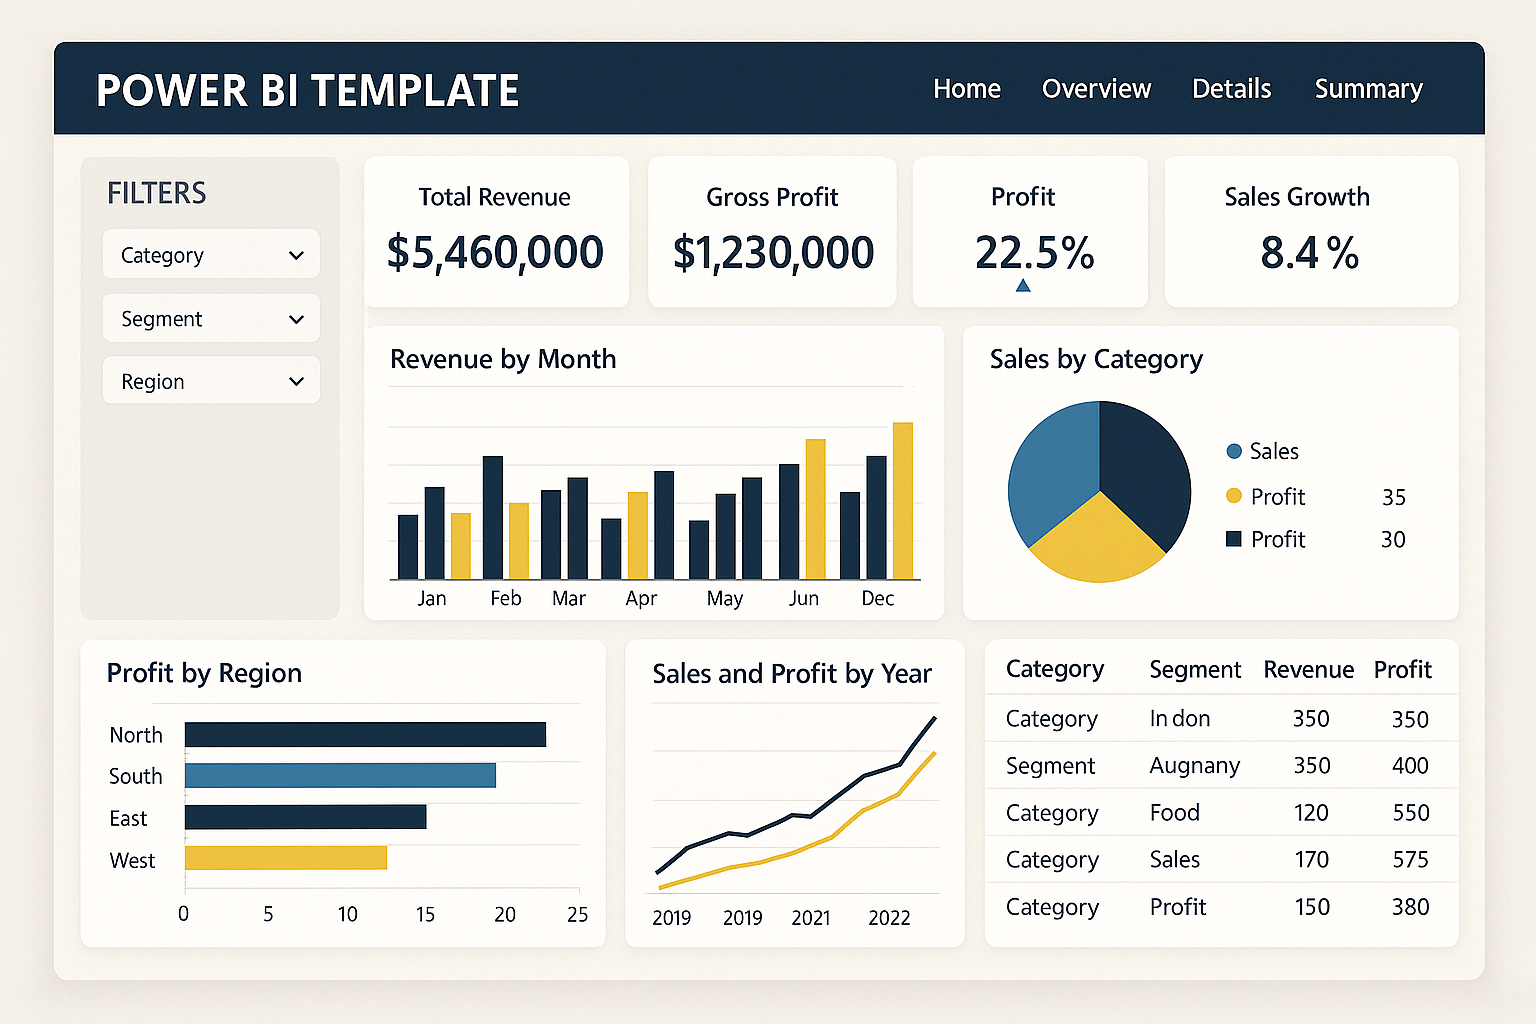 POWER BI TEMPLATE
Home Overview Details Summary
FILTERS
Category
Segment
Region
Total Revenue
$5,460,000
Gross Profit
$1,230,000
Profit
22.5%
Sales Growth
8.4 %
Revenue by Month
Jan Feb Mar Apr May Jun Dec
Sales by Category
Sales
Profit 35
Profit 30
Profit by Region
North
South
East
West
0 5 10 15 20 25
Sales and Profit by Year
2019 2019 2021 2022
Category Segment Revenue Profit
Category In don 350 350
Segment Augnany 350 400
Category Food 120 550
Category Sales 170 575
Category Profit 150 380